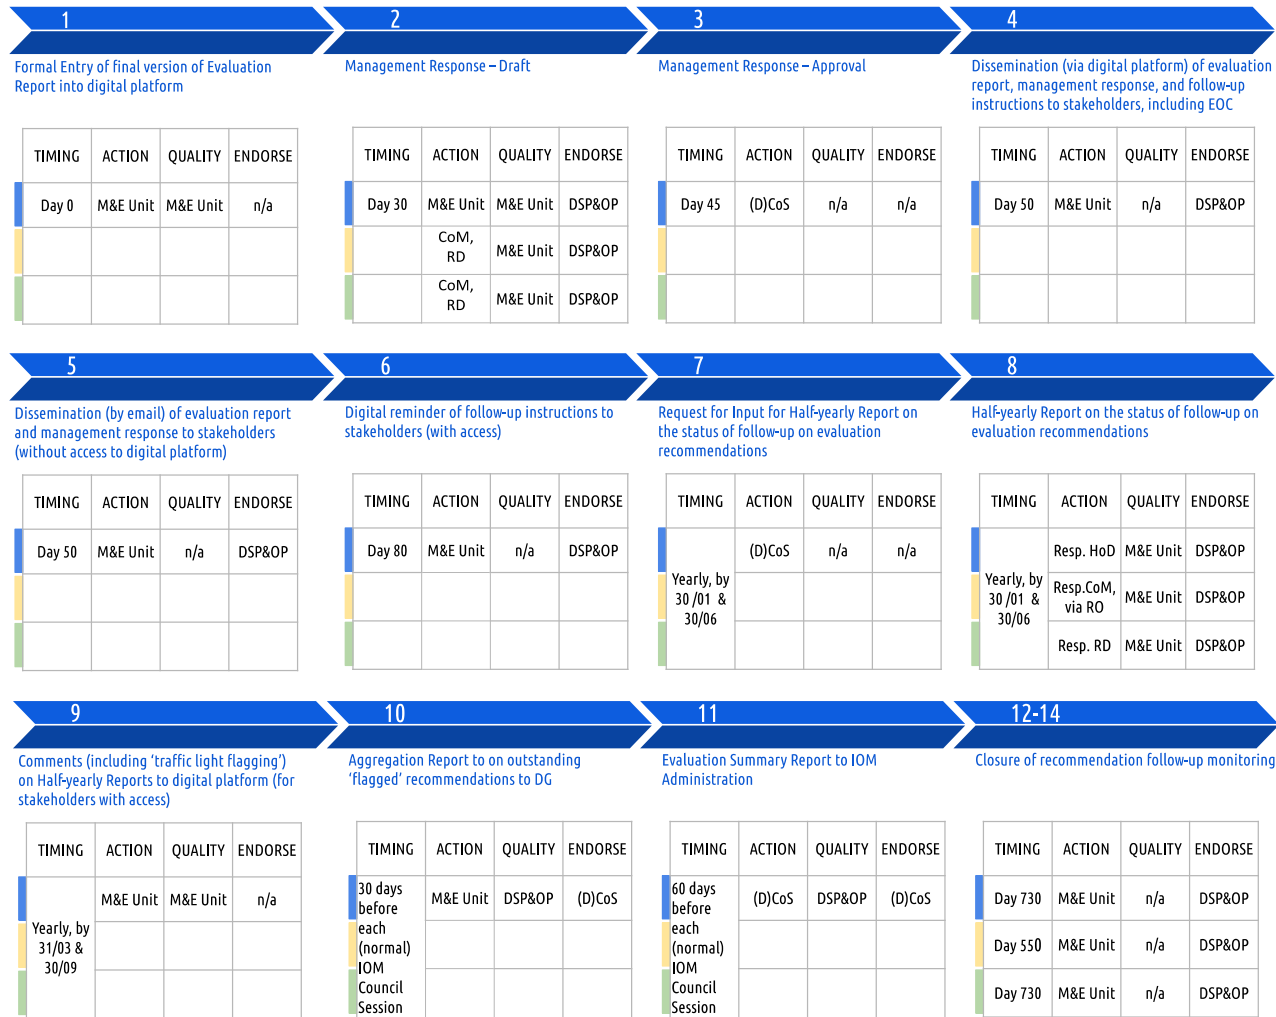 1
Formal Entry of final version of Evaluation
Report into digital platform
TIMING ACTION QUALITY ENDORSE
Day 0 M&E Unit M&E Unit n/a
2
Management Response – Draft
TIMING ACTION QUALITY ENDORSE
Day 30 M&E Unit M&E Unit DSP&OP
CoM,
RD M&E Unit DSP&OP
CoM,
RD M&E Unit DSP&OP
3
Management Response – Approval
TIMING ACTION QUALITY ENDORSE
Day 45 (D)CoS n/a n/a
4
Dissemination (via digital platform) of evaluation
report, management response, and follow-up
instructions to stakeholders, including EOC
TIMING ACTION QUALITY ENDORSE
Day 50 M&E Unit n/a DSP&OP
5
Dissemination (by email) of evaluation report
and management response to stakeholders
(without access to digital platform)
TIMING ACTION QUALITY ENDORSE
Day 50 M&E Unit n/a DSP&OP
6
Digital reminder of follow-up instructions to
stakeholders (with access)
TIMING ACTION QUALITY ENDORSE
Day 80 M&E Unit n/a DSP&OP
7
Request for Input for Half-yearly Report on
the status of follow-up on evaluation
recommendations
TIMING ACTION QUALITY ENDORSE
(D)CoS n/a n/a
Yearly, by
30 /01 &
30/06
8
Half-yearly Report on the status of follow-up on
evaluation recommendations
TIMING ACTION QUALITY ENDORSE
Resp. HoD M&E Unit DSP&OP
Yearly, by
30 /01 &
30/06
Resp.CoM,
via RO M&E Unit DSP&OP
Resp. RD M&E Unit DSP&OP
9
Comments (including ‘traffic light flagging’)
on Half-yearly Reports to digital platform (for
stakeholders with access)
TIMING ACTION QUALITY ENDORSE
M&E Unit M&E Unit n/a
Yearly, by
31/03 &
30/09
10
Aggregation Report to on outstanding
‘flagged’ recommendations to DG
TIMING ACTION QUALITY ENDORSE
30 days
before
each
(normal)
IOM
Council
Session
M&E Unit DSP&OP (D)CoS
11
Evaluation Summary Report to IOM
Administration
TIMING ACTION QUALITY ENDORSE
60 days
before
each
(normal)
IOM
Council
Session
(D)CoS DSP&OP (D)CoS
12-14
Closure of recommendation follow-up monitoring
TIMING ACTION QUALITY ENDORSE
Day 730 M&E Unit n/a DSP&OP
Day 550 M&E Unit n/a DSP&OP
Day 730 M&E Unit n/a DSP&OP